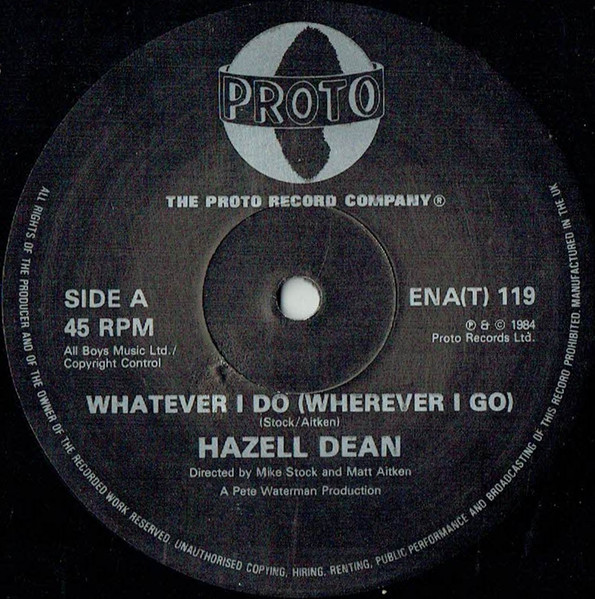 PROTO
THE PROTO RECORD COMPANY®
SIDE A
45 RPM
All Boys Music Ltd./
Copyright Control
ENA(T) 119
Ⓟ & © 1984
Proto Records Ltd.
WHATEVER I DO (WHEREVER I GO)
(Stock/Aitken)
HAZELL DEAN
Directed by Mike Stock and Matt Aitken
A Pete Waterman Production
ALL RIGHTS OF THE PRODUCER AND OF THE OWNER OF THE RECORDED WORK RESERVED. UNAUTHORISED COPYING, HIRING, RENTING, PUBLIC PERFORMANCE AND BROADCASTING OF THIS RECORD PROHIBITED. MANUFACTURED IN THE UK